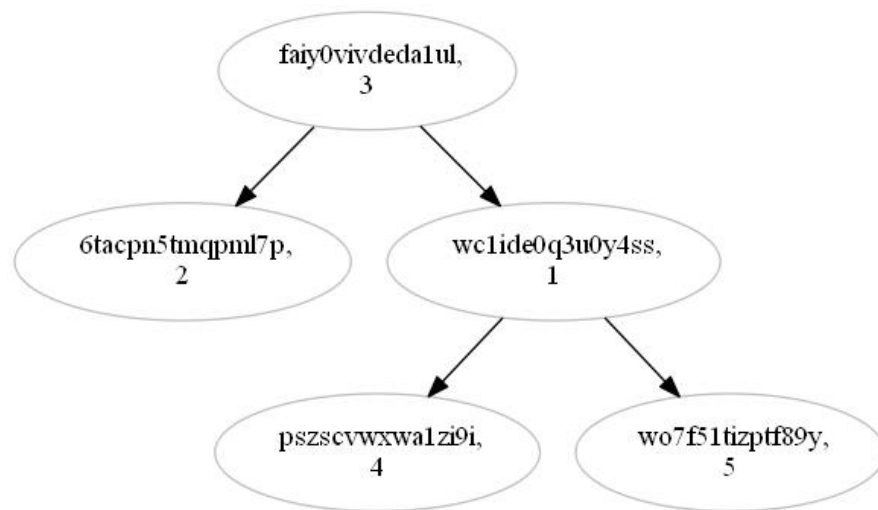 faiy0vivdeda1ul,
3
6tacpn5tmqpml7p,
2
wc1ide0q3u0y4ss,
1
pszscvwxwa1zi9i,
4
wo7f51tizptf89y,
5